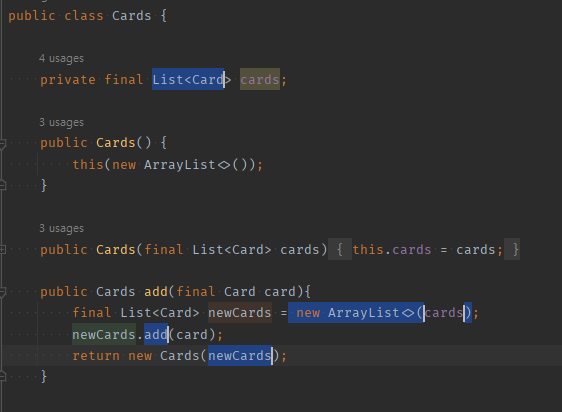 public class Cards {
4 usages
private final List<Card> cards;
3 usages
public Cards() {
this(new ArrayList<>());
}
3 usages
public Cards(final List<Card> cards) { this.cards = cards; }
public Cards add(final Card card){
final List<Card> newCards = new ArrayList<>(cards);
newCards.add(card);
return new Cards(newCards);
}